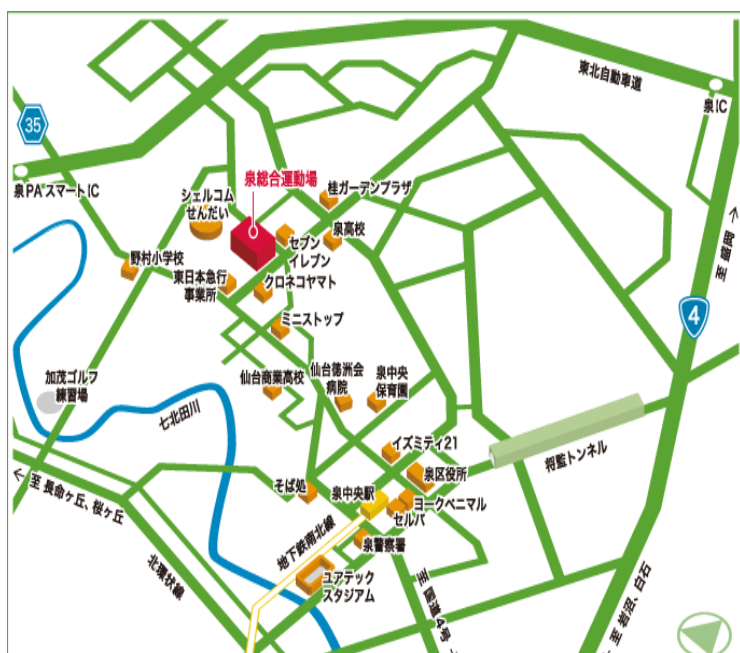 東北自動車道
泉IC
35
泉PAスマートIC
泉総合運動場
シェルコム
せんだい
桂ガーデンプラザ
泉高校
セブン
イレブン
野村小学校
東日本急行
事業所
クロネコヤマト
至 盛岡
4
ミニストップ
加茂ゴルフ
練習場
七北田川
仙台商業高校
仙台徳洲会
病院
泉中央
保育園
イズミティ21
将監トンネル
泉区役所
至 長命ヶ丘、桜ヶ丘
そば処
泉中央駅
ヨークベニマル
セルバ
地下鉄南北線
泉警察署
北環状線
ユアテック
スタジアム
至 国道4号
至 岩沼、白石